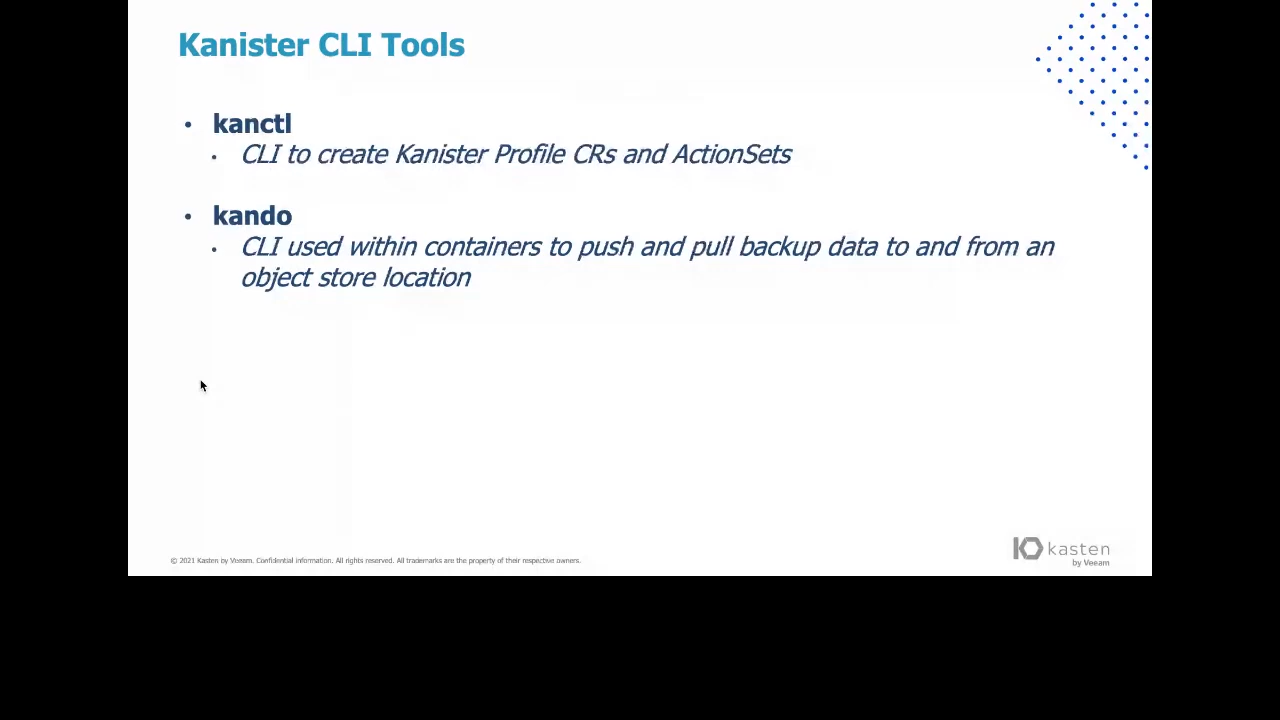 Kanister CLI Tools
• kanctl
• CLI to create Kanister Profile CRs and ActionSets
• kando
• CLI used within containers to push and pull backup data to and from an
object store location
© 2021 Kasten by Veeam. Confidential information. All rights reserved. All trademarks are the property of their respective owners.
kasten
by Veeam